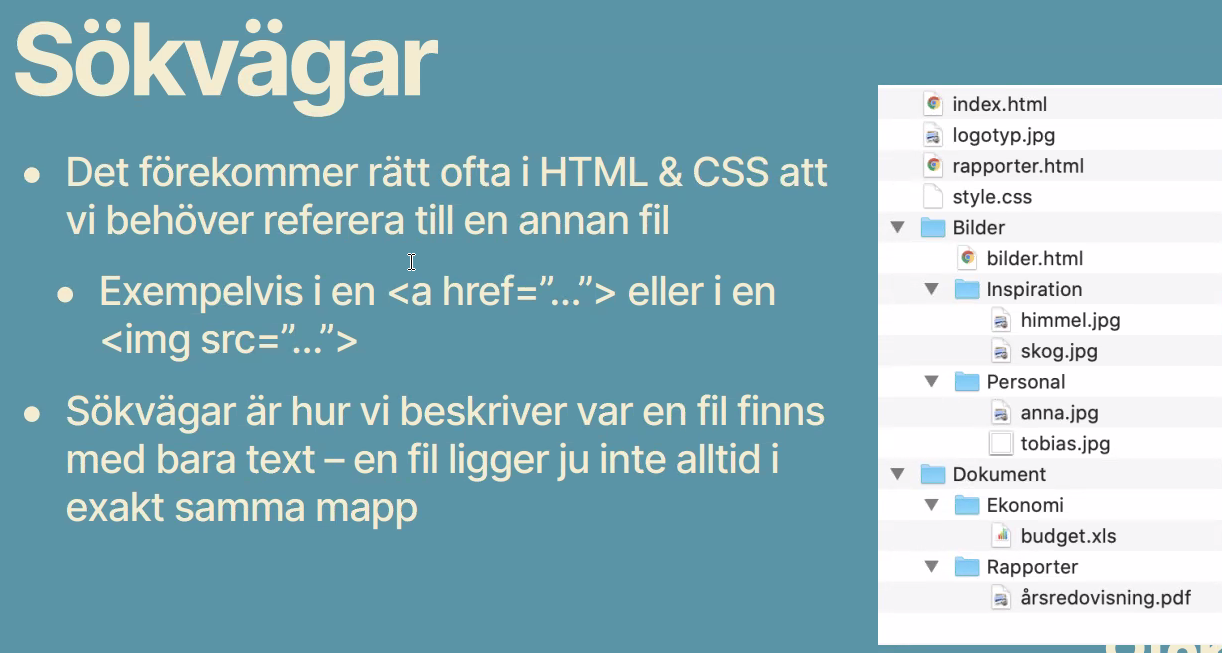 Sökvägar
Det förekommer rätt ofta i HTML & CSS att
vi behöver referera till en annan fil
Exempelvis i en <a href=”...”> eller i en
<img src=”...”>
Sökvägar är hur vi beskriver var en fil finns
med bara text – en fil ligger ju inte alltid i
exakt samma mapp
index.html
logotyp.jpg
rapporter.html
style.css
Bilder
bilder.html
Inspiration
himmel.jpg
skog.jpg
Personal
anna.jpg
tobias.jpg
Dokument
Ekonomi
budget.xls
Rapporter
årsredovisning.pdf